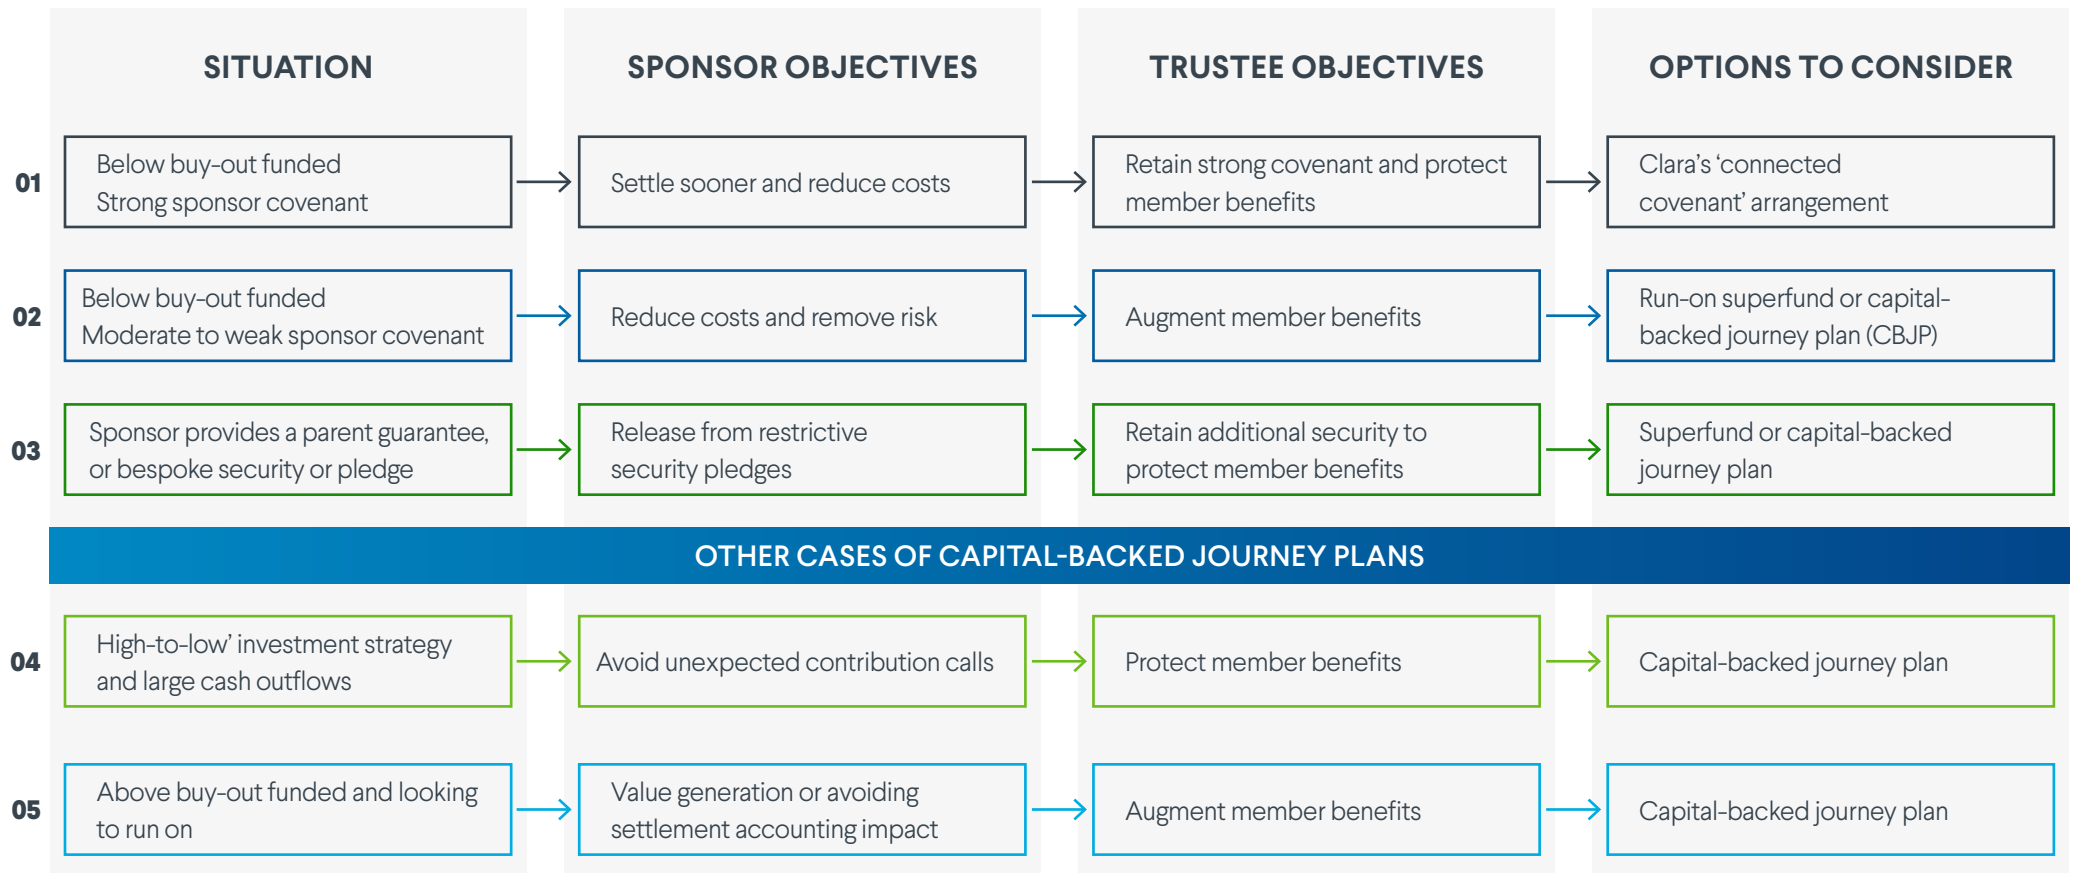 SITUATION
SPONSOR OBJECTIVES
TRUSTEE OBJECTIVES
OPTIONS TO CONSIDER
01
Below buy-out funded
Strong sponsor covenant
Settle sooner and reduce costs
Retain strong covenant and protect
member benefits
Clara’s ‘connected
covenant’ arrangement
02
Below buy-out funded
Moderate to weak sponsor covenant
Reduce costs and remove risk
Augment member benefits
Run-on superfund or capital-
backed journey plan (CBJP)
03
Sponsor provides a parent guarantee,
or bespoke security or pledge
Release from restrictive
security pledges
Retain additional security to
protect member benefits
Superfund or capital-backed
journey plan
OTHER CASES OF CAPITAL-BACKED JOURNEY PLANS
04
High-to-low’ investment strategy
and large cash outflows
Avoid unexpected contribution calls
Protect member benefits
Capital-backed journey plan
05
Above buy-out funded and looking
to run on
Value generation or avoiding
settlement accounting impact
Augment member benefits
Capital-backed journey plan